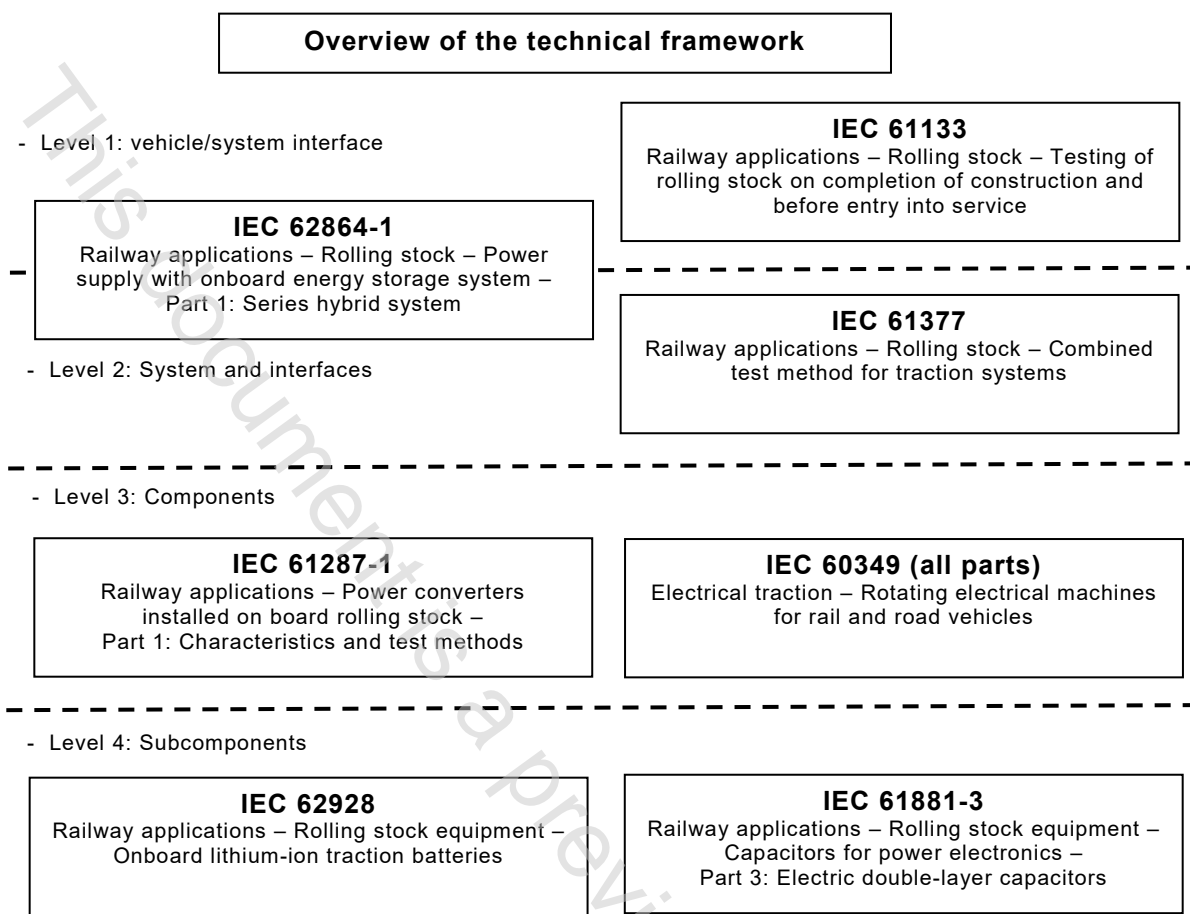 Overview of the technical framework
- Level 1: vehicle/system interface
IEC 61133
Railway applications – Rolling stock – Testing of
rolling stock on completion of construction and
before entry into service
IEC 62864-1
Railway applications – Rolling stock – Power
supply with onboard energy storage system –
Part 1: Series hybrid system
IEC 61377
Railway applications – Rolling stock – Combined
test method for traction systems
- Level 2: System and interfaces
- Level 3: Components
IEC 61287-1
Railway applications – Power converters
installed on board rolling stock –
Part 1: Characteristics and test methods
IEC 60349 (all parts)
Electrical traction – Rotating electrical machines
for rail and road vehicles
- Level 4: Subcomponents
IEC 62928
Railway applications – Rolling stock equipment –
Onboard lithium-ion traction batteries
IEC 61881-3
Railway applications – Rolling stock equipment –
Capacitors for power electronics –
Part 3: Electric double-layer capacitors
This document is a previ